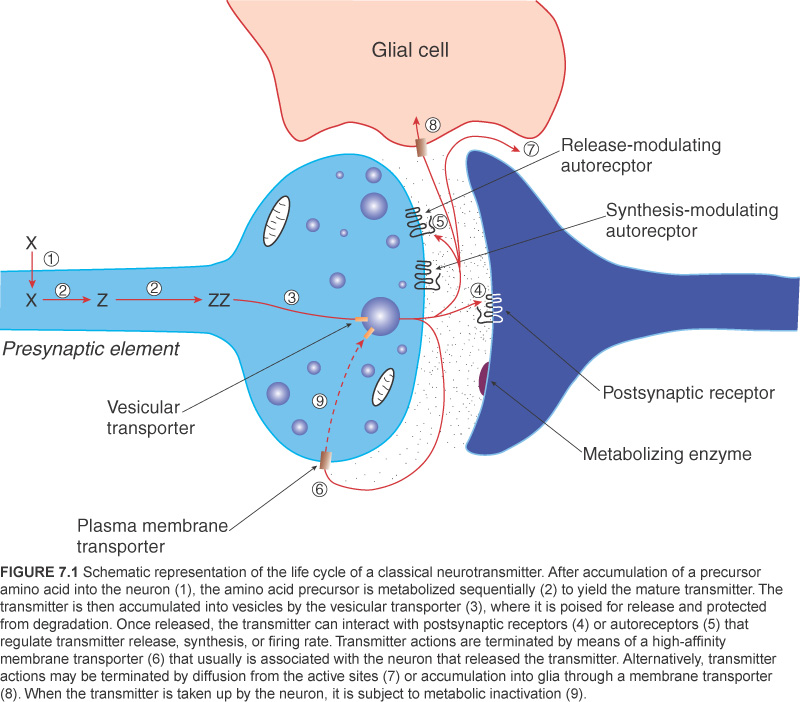 Glial cell
⑧
⑦
Release-modulating
autorecptor
Synthesis-modulating
autorecptor
⑤
X
①
X ② Z ② ZZ ③
④
Presynaptic element
Vesicular
transporter
⑨
Postsynaptic receptor
Metabolizing enzyme
⑥
Plasma membrane
transporter
FIGURE 7.1 Schematic representation of the life cycle of a classical neurotransmitter. After accumulation of a precursor
amino acid into the neuron (1), the amino acid precursor is metabolized sequentially (2) to yield the mature transmitter. The
transmitter is then accumulated into vesicles by the vesicular transporter (3), where it is poised for release and protected
from degradation. Once released, the transmitter can interact with postsynaptic receptors (4) or autoreceptors (5) that
regulate transmitter release, synthesis, or firing rate. Transmitter actions are terminated by means of a high-affinity
membrane transporter (6) that usually is associated with the neuron that released the transmitter. Alternatively, transmitter
actions may be terminated by diffusion from the active sites (7) or accumulation into glia through a membrane transporter
(8). When the transmitter is taken up by the neuron, it is subject to metabolic inactivation (9).